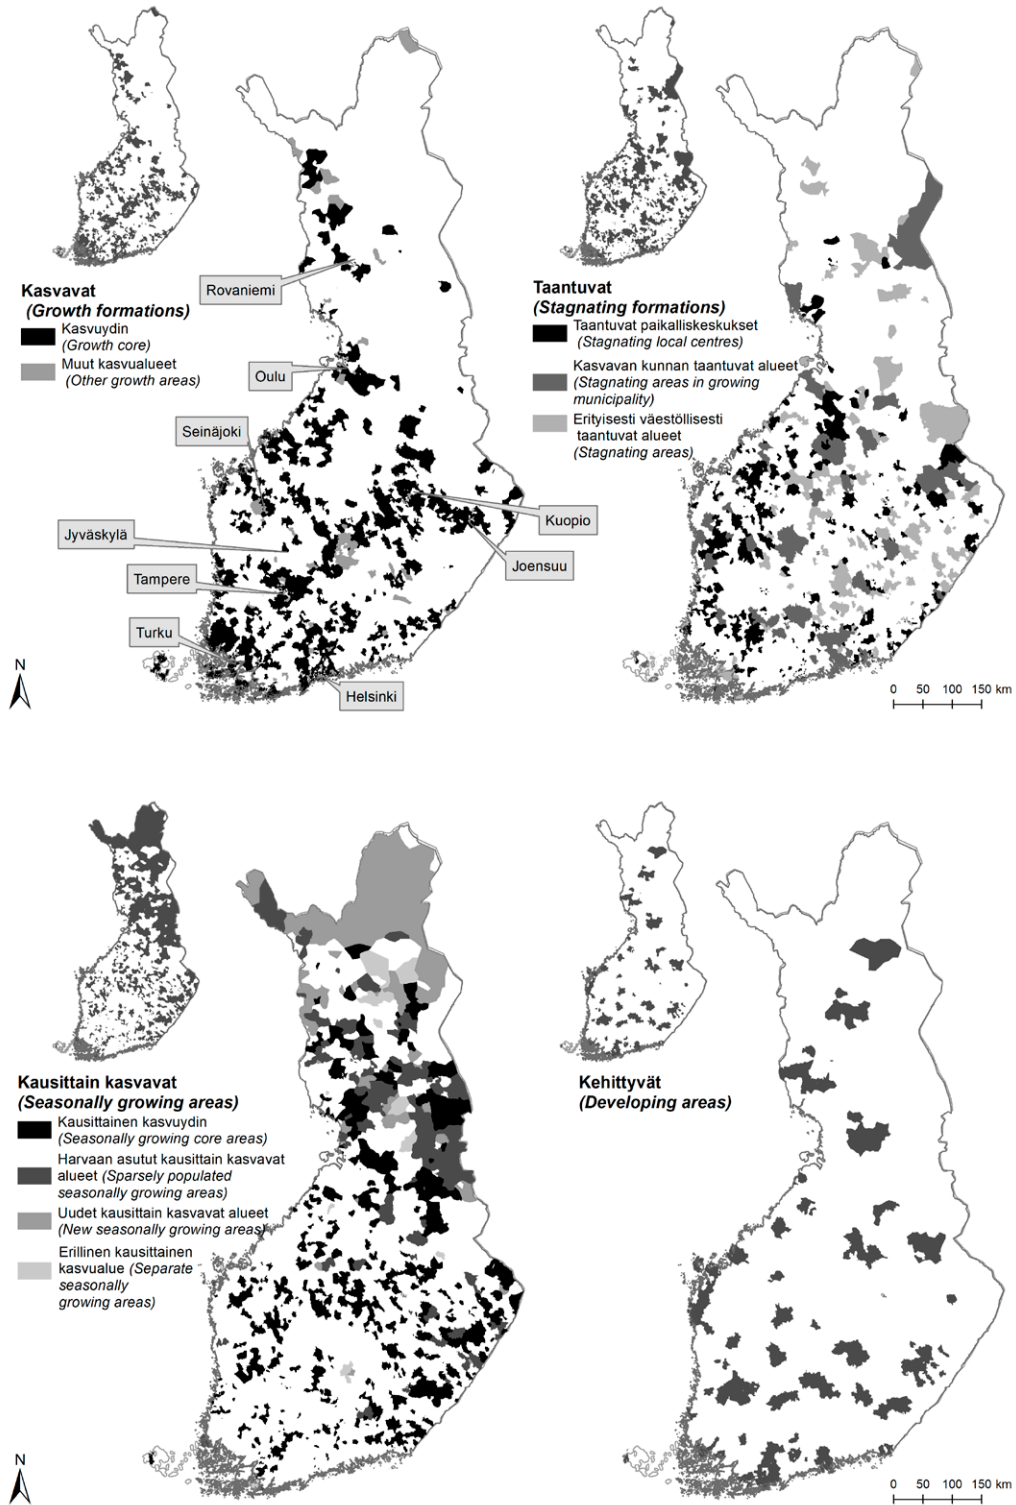 Kasvavat
(Growth formations)
Kasvuydin
(Growth core)
Muut kasvualueet
(Other growth areas)
Rovaniemi
Oulu
Seinäjoki
Jyväskylä
Tampere
Turku
Helsinki
Kuopio
Joensuu
N
Taantuvat
(Stagnating formations)
Taantuvat paikalliskeskukset
(Stagnating local centres)
Kasvavan kunnan taantuvat alueet
(Stagnating areas in growing
municipality)
Erityisesti väestöllisesti
taantuvat alueet
(Stagnating areas)
0 50 100 150 km
Kausittain kasvavat
(Seasonally growing areas)
Kausittainen kasvuydin
(Seasonally growing core areas)
Harvaan asutut kausittain kasvavat
alueet (Sparsely populated
seasonally growing areas)
Uudet kausittain kasvavat alueet
(New seasonally growing areas)
Erillinen kausittainen
kasvualue (Separate
seasonally
growing areas)
N
Kehittyvät
(Developing areas)
0 50 100 150 km